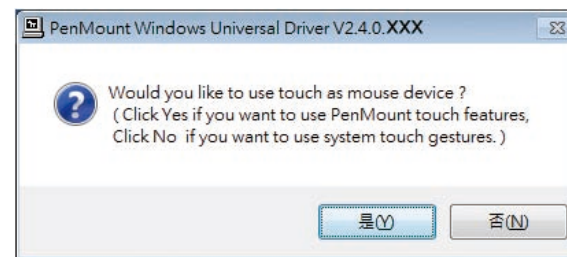 PenMount Windows Universal Driver V2.4.0.XXX
Would you like to use touch as mouse device ?
( Click Yes if you want to use PenMount touch features,
Click No if you want to use system touch gestures. )
是(Y) 否(N)